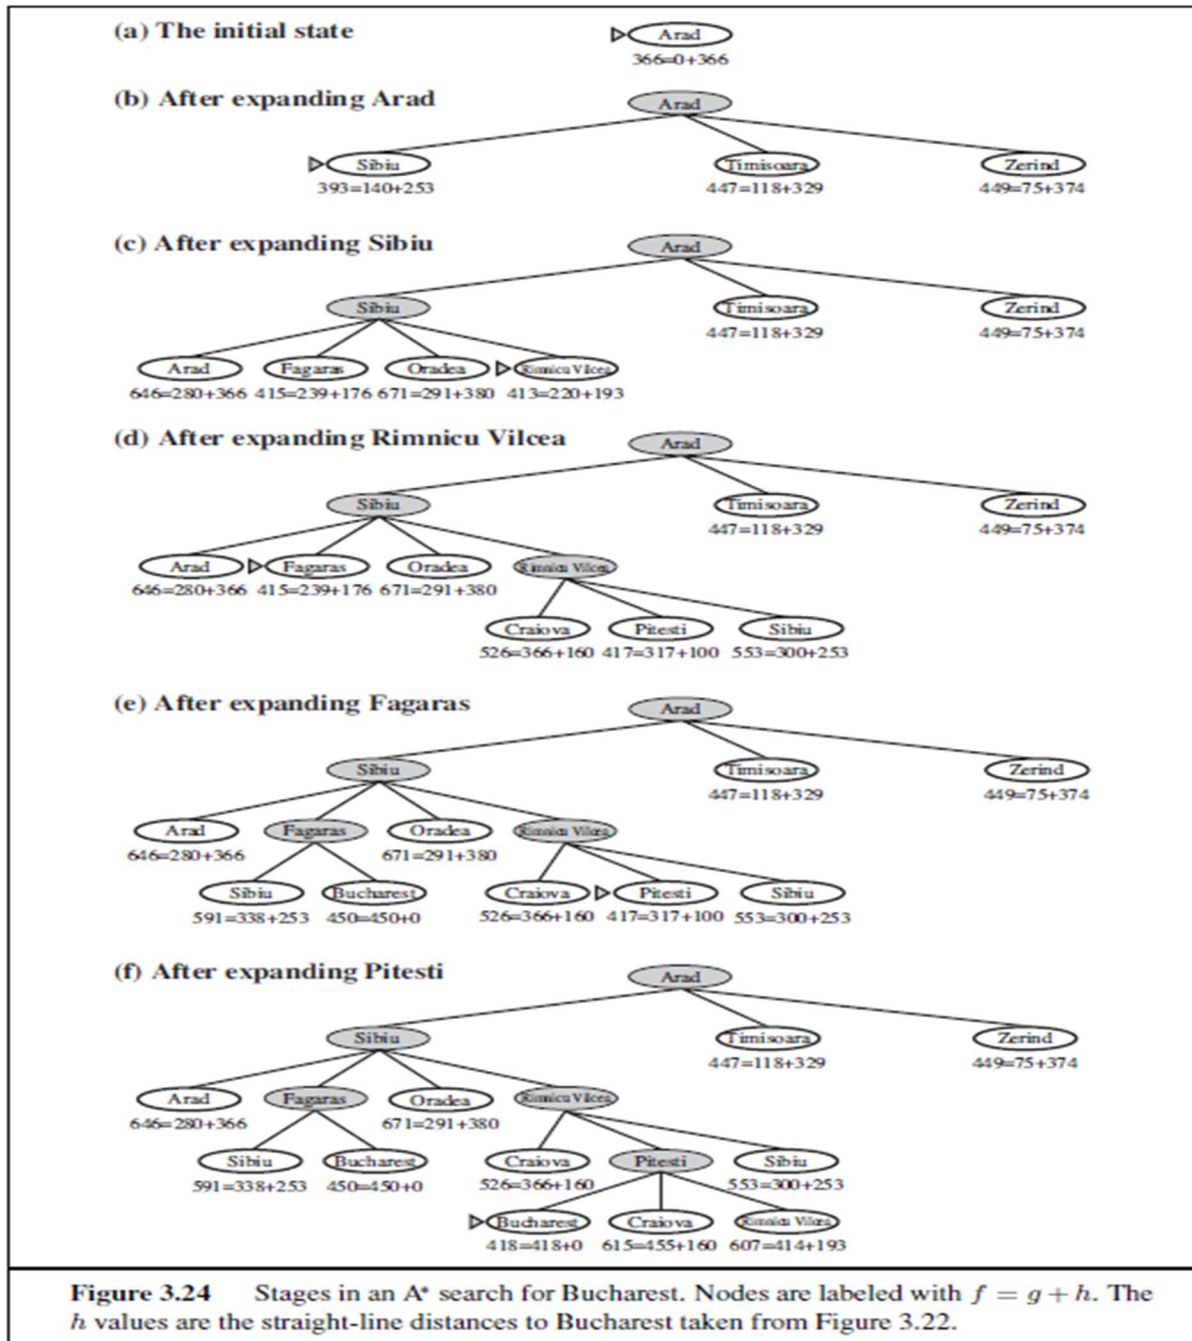 (a) The initial state
Arad
366=0+366
(b) After expanding Arad
Arad
Sibiu Timisoara Zerind
393=140+253 447=118+329 449=75+374
(c) After expanding Sibiu
Arad
Sibiu Timisoara Zerind
447=118+329 449=75+374
Arad Fagaras Oradea Rimnicu Vilcea
646=280+366 415=239+176 671=291+380 413=220+193
(d) After expanding Rimnicu Vilcea
Arad
Sibiu Timisoara Zerind
447=118+329 449=75+374
Arad Fagaras Oradea Rimnicu Vilcea
646=280+366 415=239+176 671=291+380
Craiova Pitesti Sibiu
526=366+160 417=317+100 553=300+253
(e) After expanding Fagaras
Arad
Sibiu Timisoara Zerind
447=118+329 449=75+374
Arad Fagaras Oradea Rimnicu Vilcea
646=280+366 671=291+380
Sibiu Bucharest Craiova Pitesti Sibiu
591=338+253 450=450+0 526=366+160 417=317+100 553=300+253
(f) After expanding Pitesti
Arad
Sibiu Timisoara Zerind
447=118+329 449=75+374
Arad Fagaras Oradea Rimnicu Vilcea
646=280+366 671=291+380
Sibiu Bucharest Craiova Pitesti Sibiu
591=338+253 450=450+0 526=366+160 553=300+253
Bucharest Craiova Rimnicu Vilcea
418=418+0 615=455+160 607=414+193
Figure 3.24 Stages in an A* search for Bucharest. Nodes are labeled with f = g + h. The
h values are the straight-line distances to Bucharest taken from Figure 3.22.